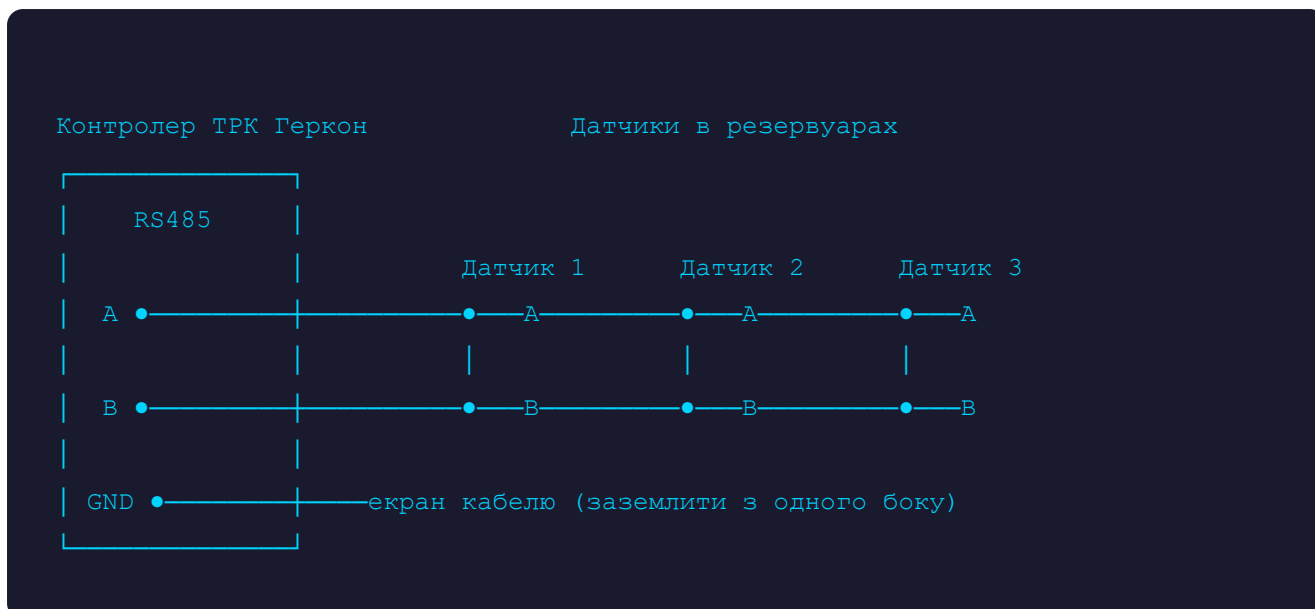 Контролер ТРК Геркон Датчики в резервуарах
RS485
Датчик 1 Датчик 2 Датчик 3
A A A A
B B B B
GND екран кабелю (заземлити з одного боку)